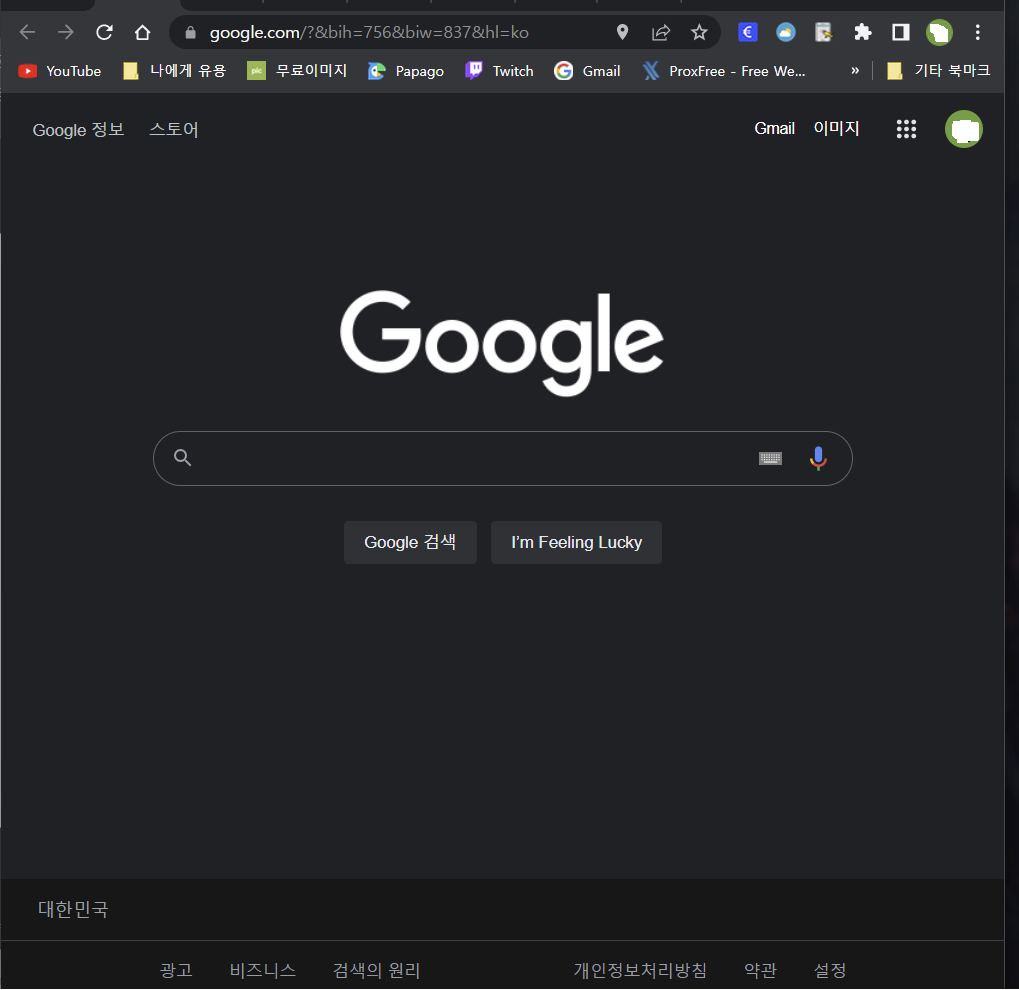 google.com/?&bih=756&biw=837&hl=ko €
YouTube 나에게 유용 pic 무료이미지 Papago Twitch G Gmail ProxFree - Free We... » 기타 북마크
Google 정보 스토어 Gmail 이미지
Google
Google 검색 I'm Feeling Lucky
대한민국
광고 비즈니스 검색의 원리 개인정보처리방침 약관 설정